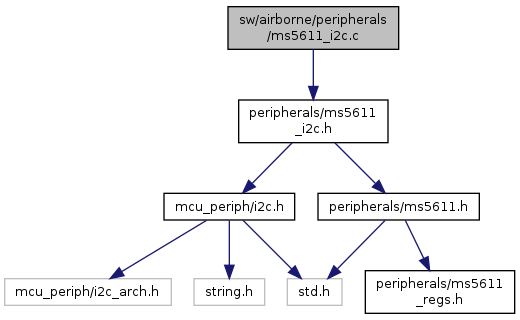 sw/airborne/peripherals
/ms5611_i2c.c
peripherals/ms5611
_i2c.h
mcu_periph/i2c.h
peripherals/ms5611.h
mcu_periph/i2c_arch.h
string.h
std.h
peripherals/ms5611
_regs.h